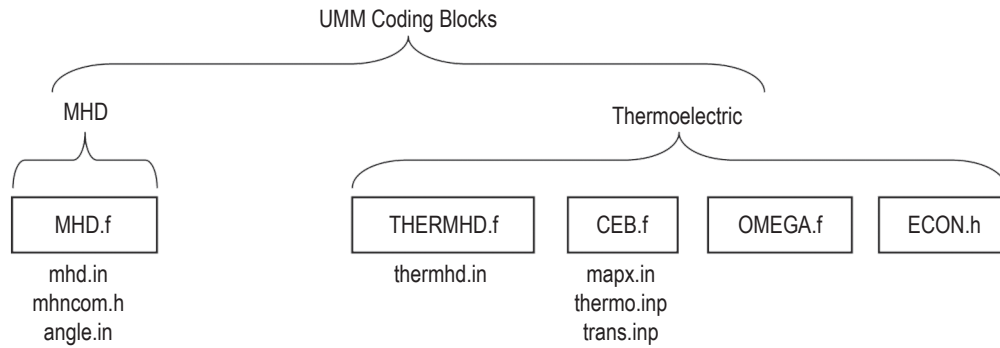 UMM Coding Blocks
MHD
Thermoelectric
MHD.f
THERMHD.f
CEB.f
OMEGA.f
ECON.h
mhd.in
mhncom.h
angle.in
thermhd.in
mapx.in
thermo.inp
trans.inp